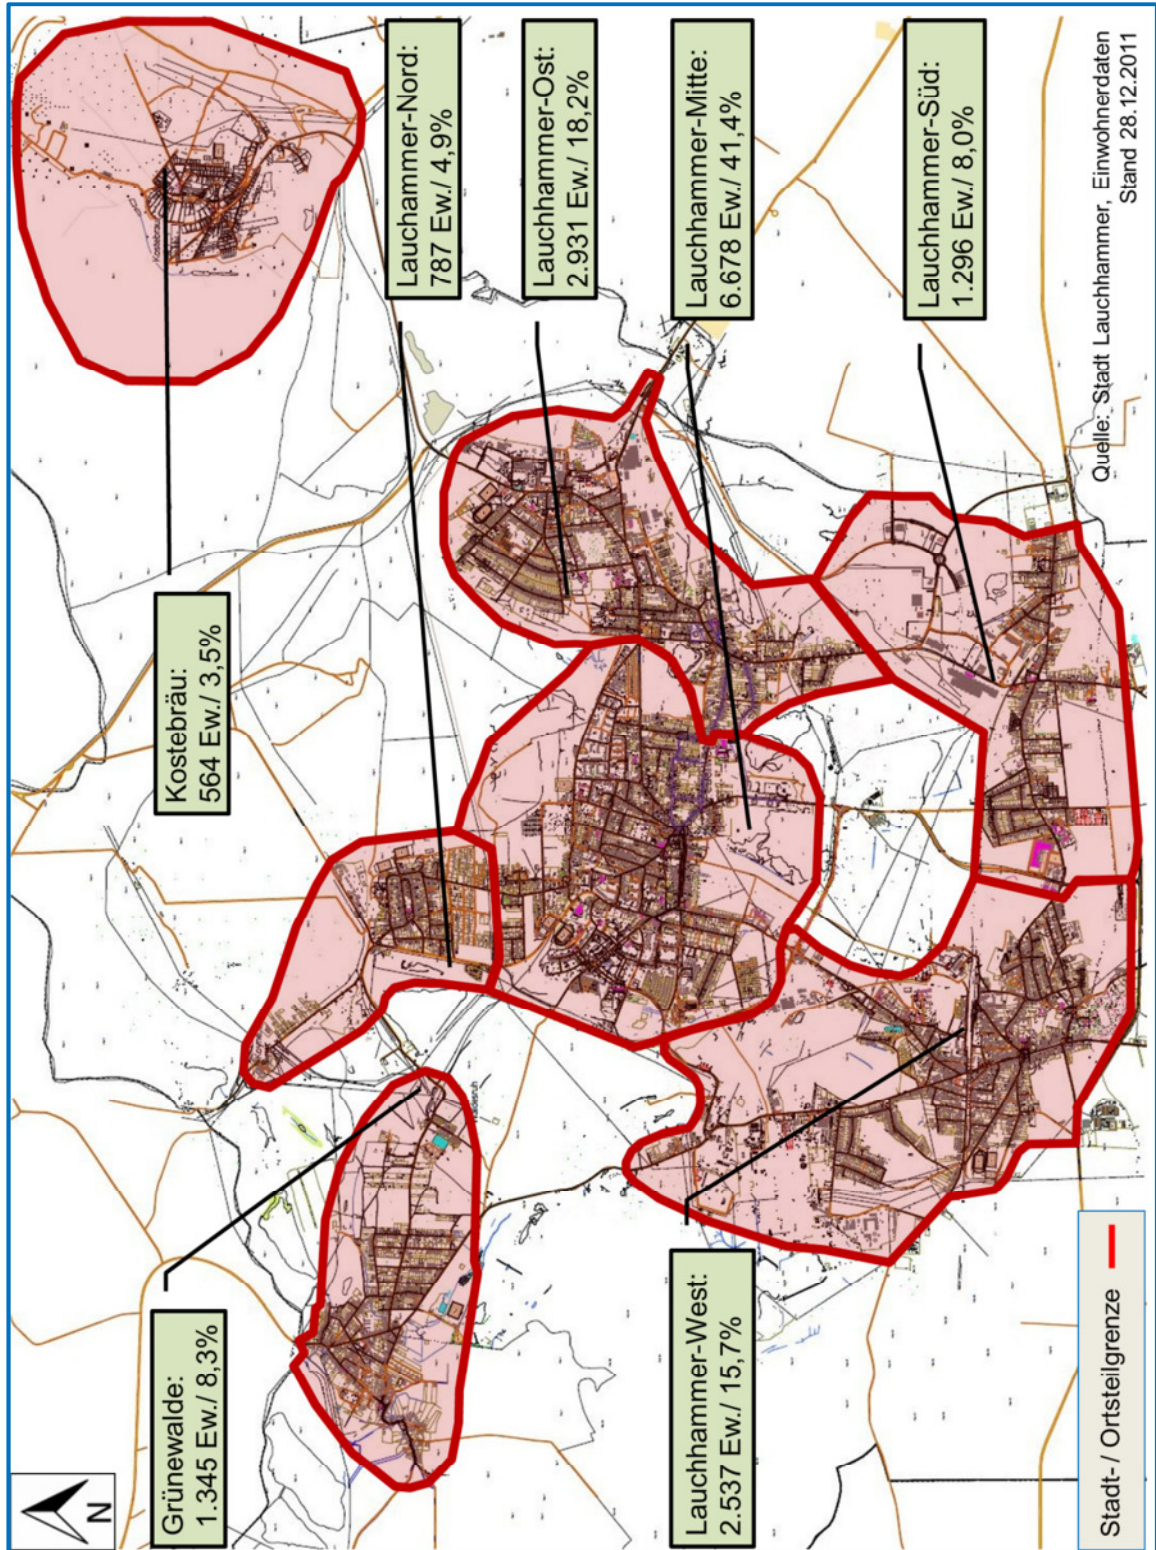 N
Grünewalde:
1.345 Ew./ 8,3%
Kostebräu:
564 Ew./ 3,5%
Lauchammer-Nord:
787 Ew./ 4,9%
Lauchhammer-Ost:
2.931 Ew./ 18,2%
Lauchhammer-Mitte:
6.678 Ew./ 41,4%
Lauchhammer-West:
2.537 Ew./ 15,7%
Lauchhammer-Süd:
1.296 Ew./ 8,0%
Stadt-/ Ortsteilgrenze
Quelle: Stadt Lauchhammer, Einwohnerdaten
Stand 28.12.2011